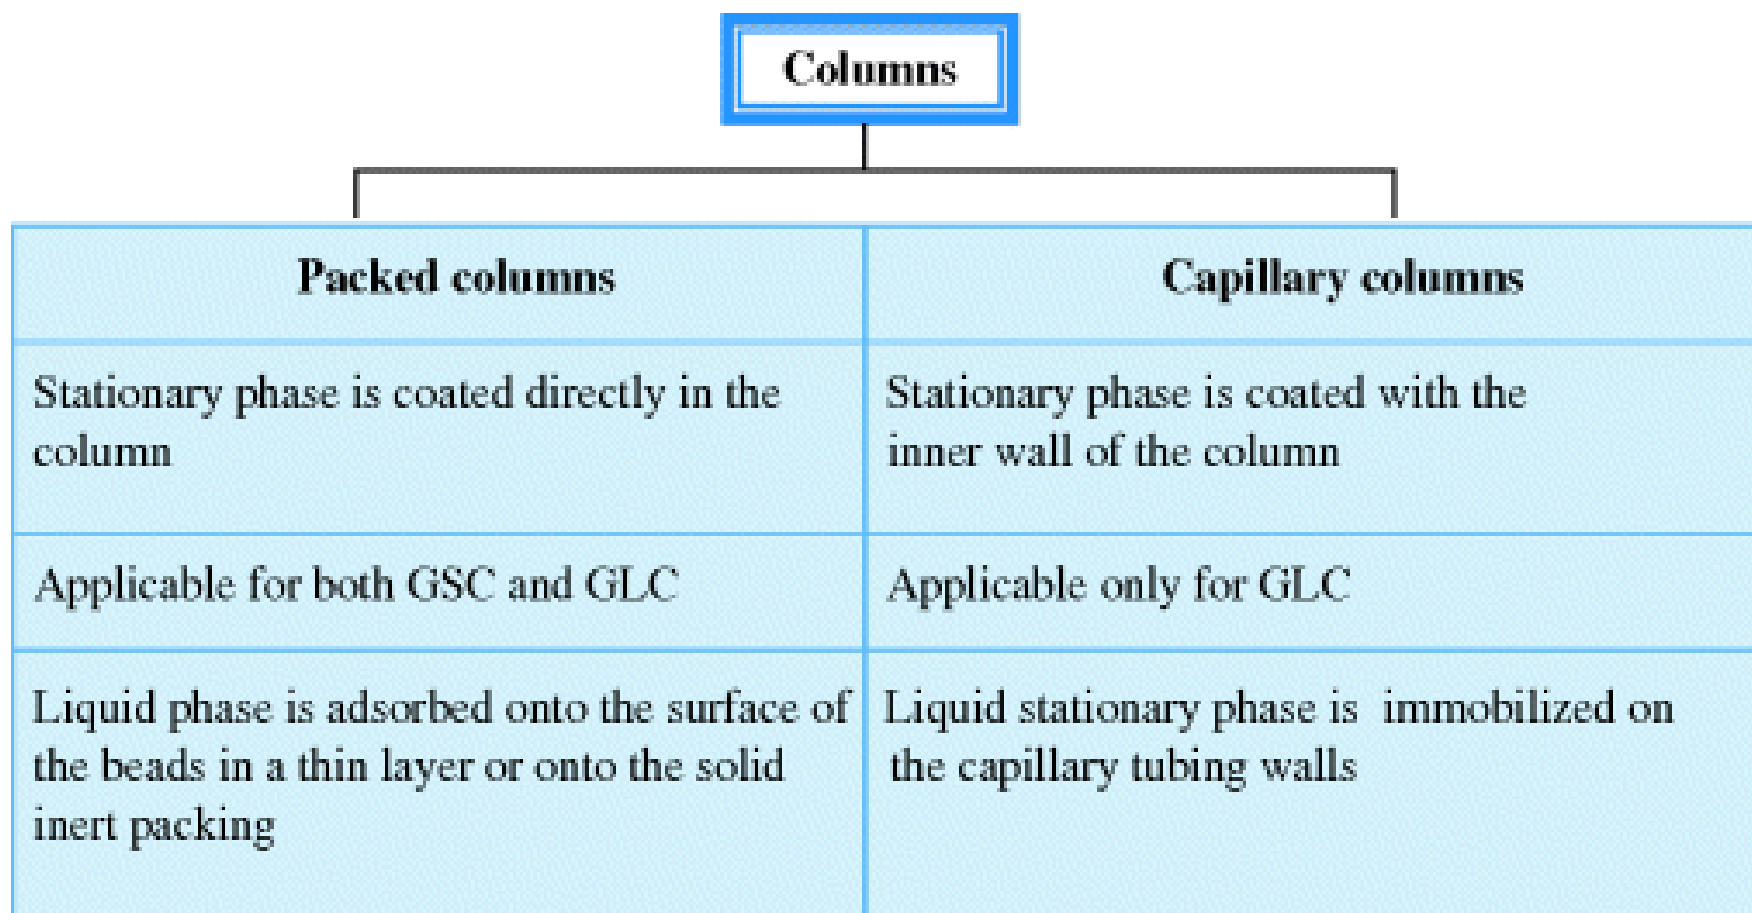 Columns
Packed columns
Capillary columns
Stationary phase is coated directly in the
column
Stationary phase is coated with the
inner wall of the column
Applicable for both GSC and GLC
Applicable only for GLC
Liquid phase is adsorbed onto the surface of
the beads in a thin layer or onto the solid
inert packing
Liquid stationary phase is immobilized on
the capillary tubing walls